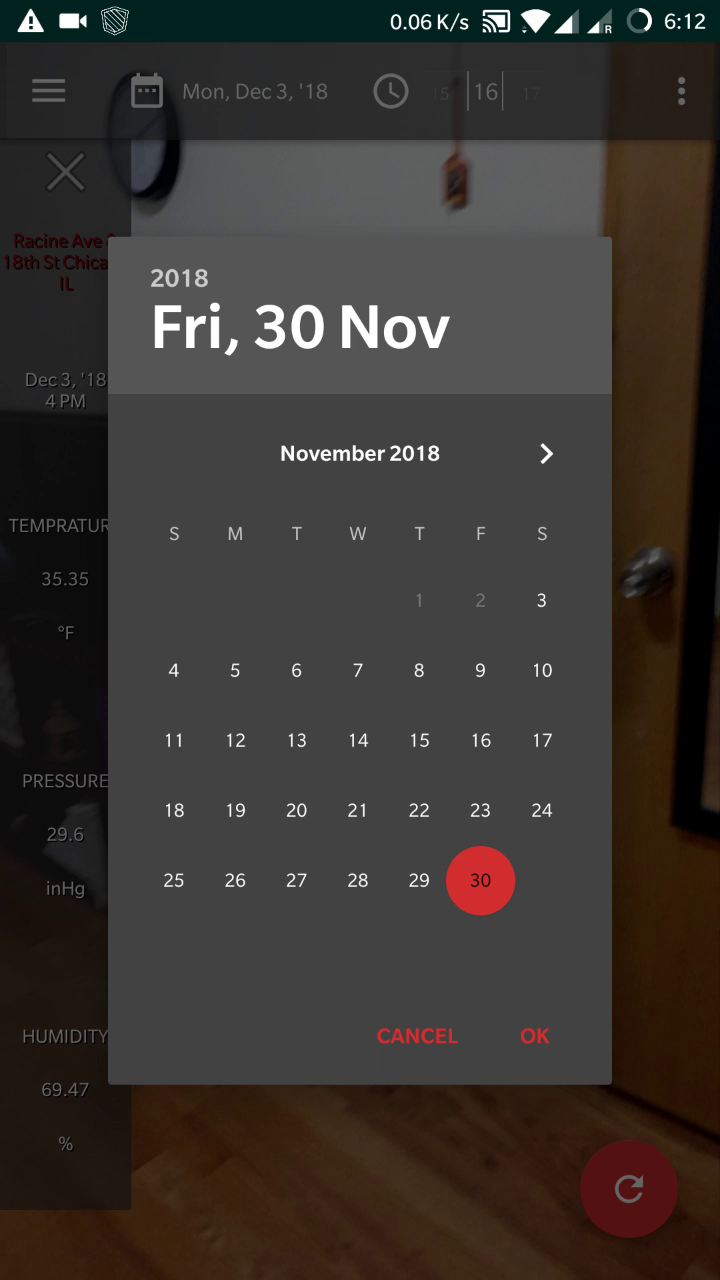 0.06 K/s R 6:12
Mon, Dec 3, '18 15 16 17
Racine Ave
18th St Chica
IL
Dec 3, '18
4 PM
TEMPRATUR
35.35
°F
PRESSURE
29.6
inHg
HUMIDITY
69.47
%
2018
Fri, 30 Nov
November 2018
S M T W T F S
1 2 3
4 5 6 7 8 9 10
11 12 13 14 15 16 17
18 19 20 21 22 23 24
25 26 27 28 29 30
CANCEL OK